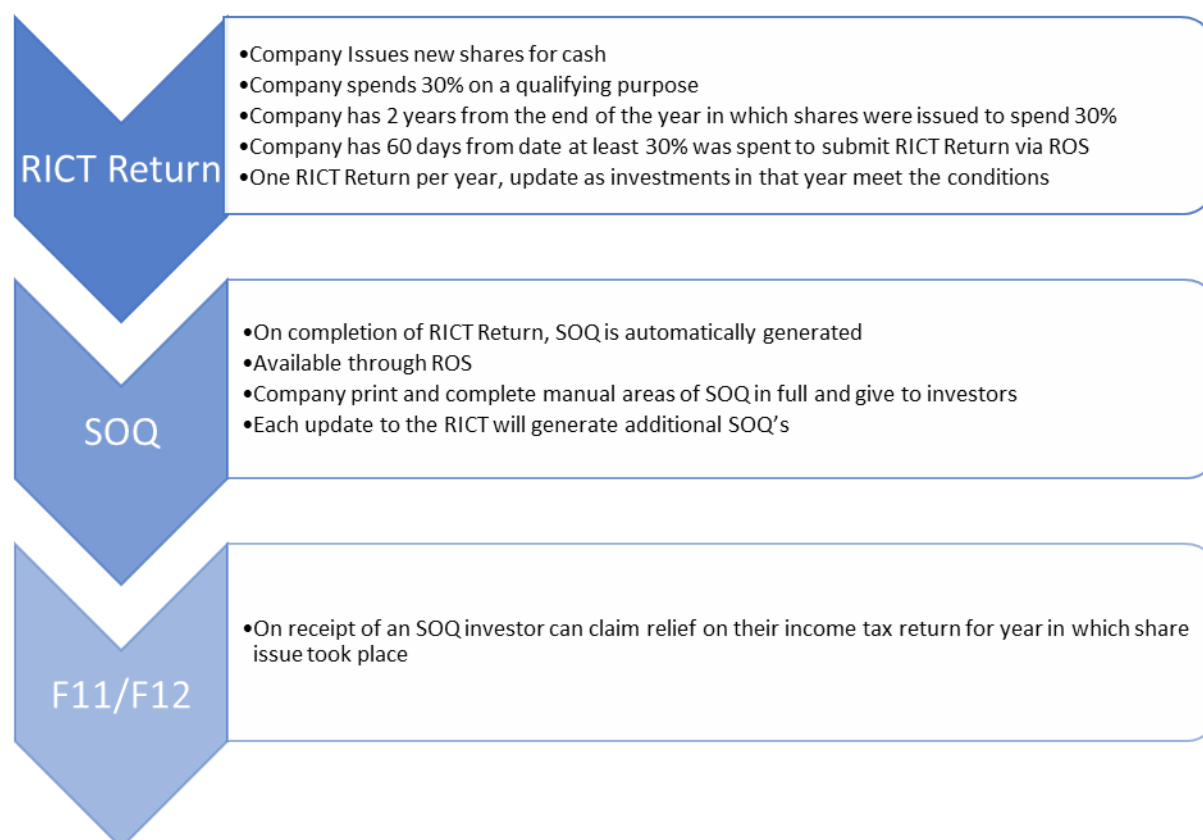 RICT Return
•Company Issues new shares for cash
•Company spends 30% on a qualifying purpose
•Company has 2 years from the end of the year in which shares were issued to spend 30%
•Company has 60 days from date at least 30% was spent to submit RICT Return via ROS
•One RICT Return per year, update as investments in that year meet the conditions
SOQ
•On completion of RICT Return, SOQ is automatically generated
•Available through ROS
•Company print and complete manual areas of SOQ in full and give to investors
•Each update to the RICT will generate additional SOQ's
F11/F12
•On receipt of an SOQ investor can claim relief on their income tax return for year in which share
issue took place